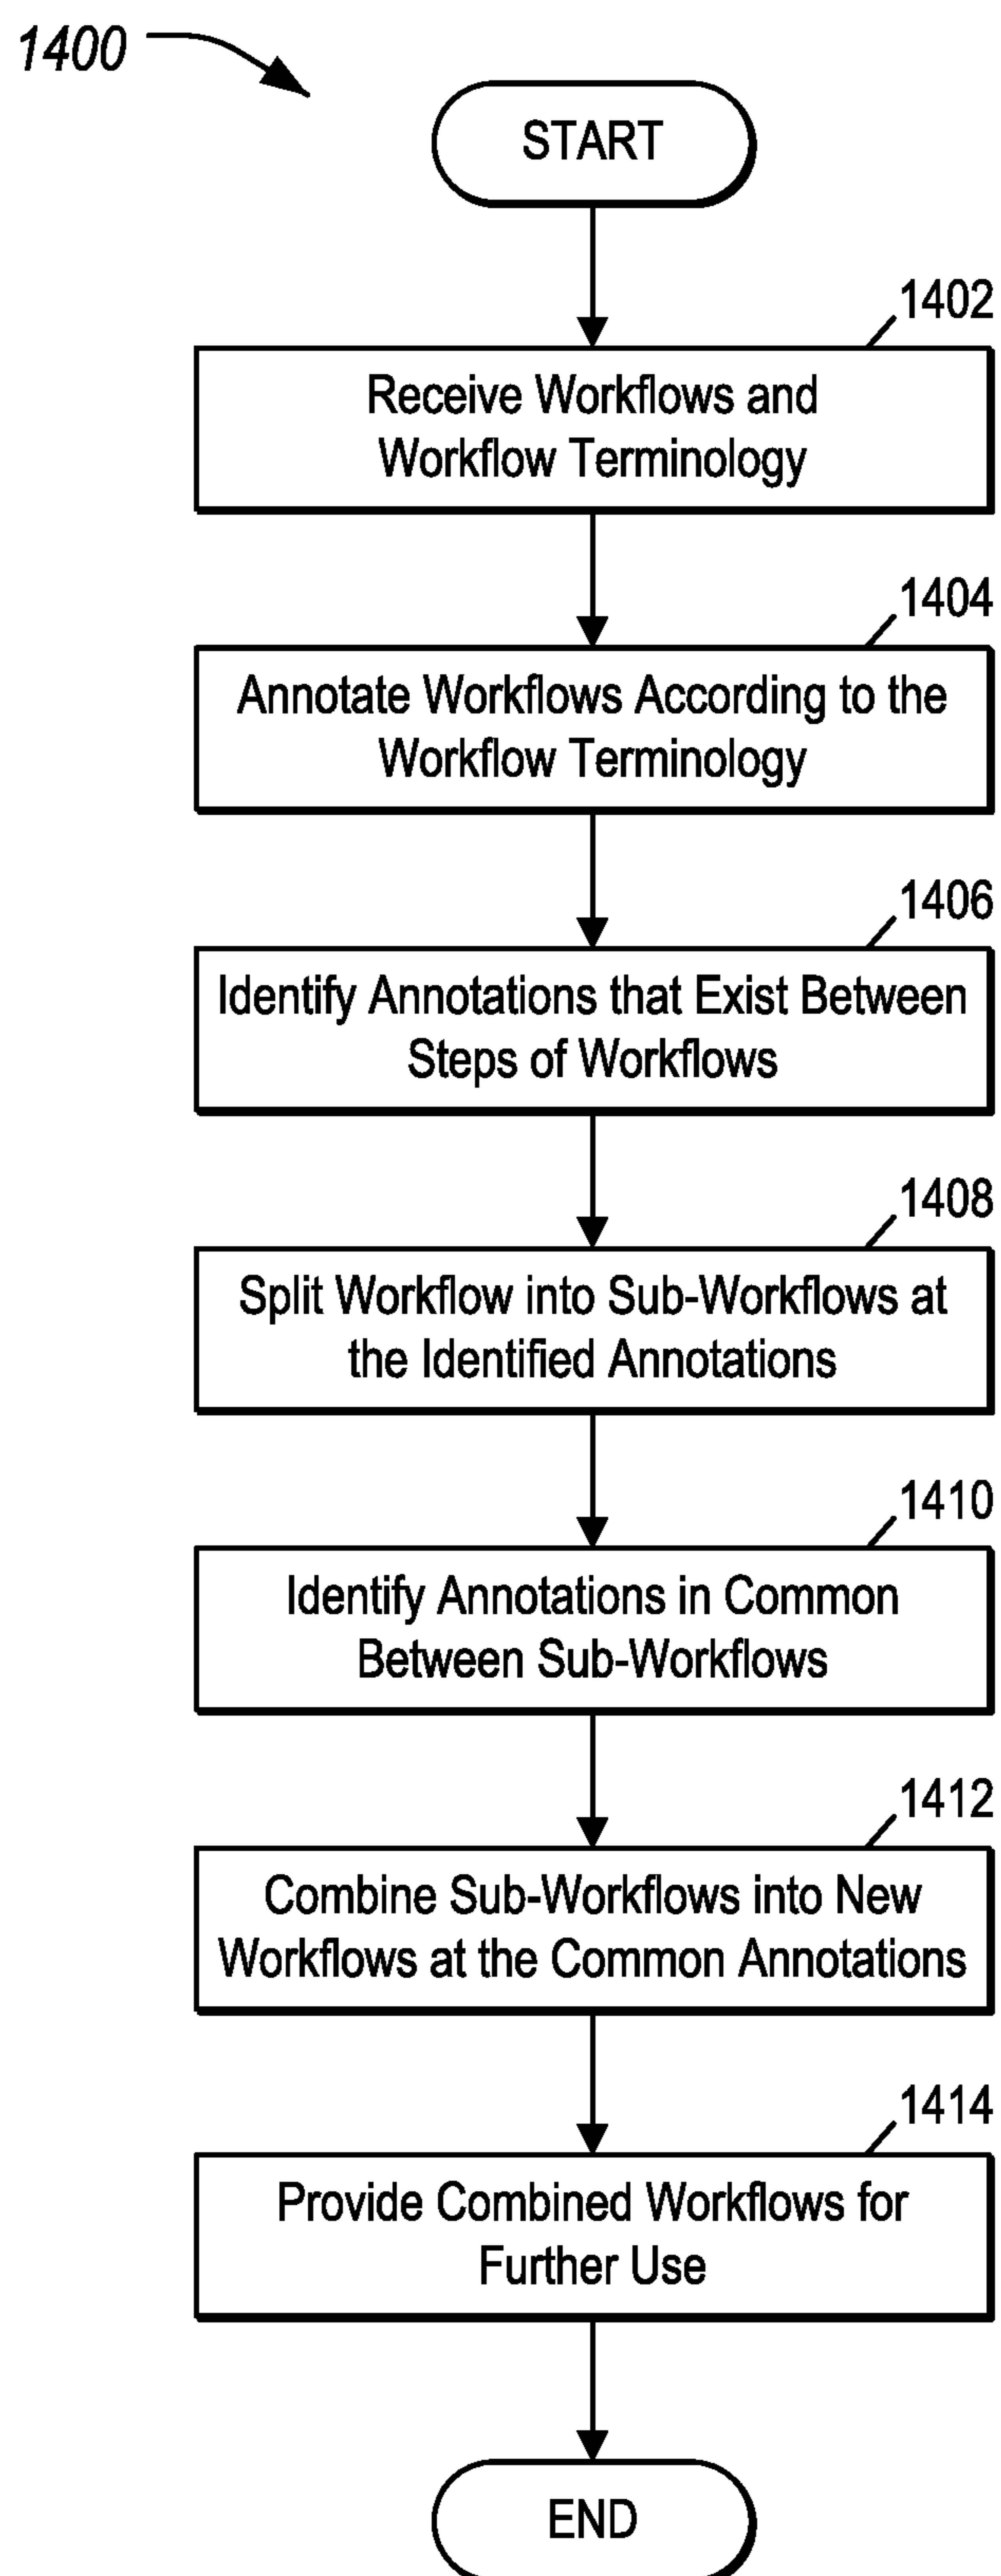 1400
START
1402
Receive Workflows and
Workflow Terminology
1404
Annotate Workflows According to the
Workflow Terminology
1406
Identify Annotations that Exist Between
Steps of Workflows
1408
Split Workflow into Sub-Workflows at
the Identified Annotations
1410
Identify Annotations in Common
Between Sub-Workflows
1412
Combine Sub-Workflows into New
Workflows at the Common Annotations
1414
Provide Combined Workflows for
Further Use
END